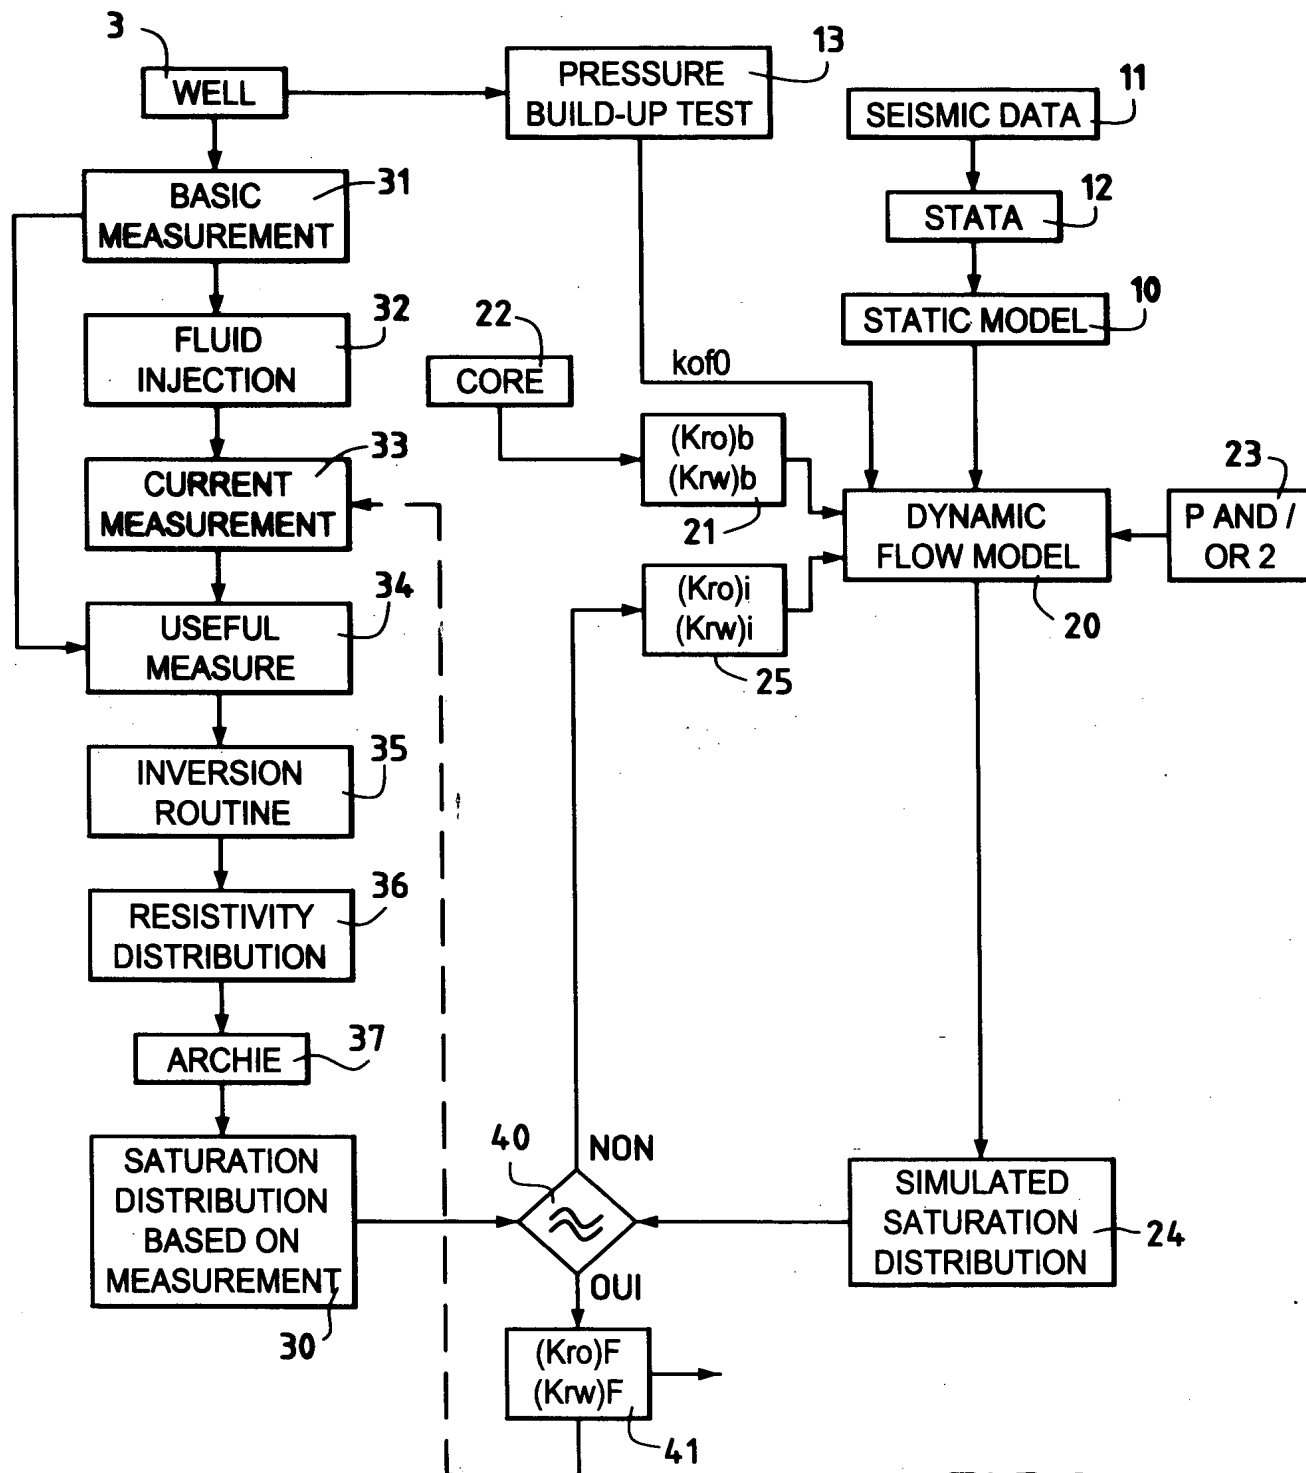 3
WELL
PRESSURE
BUILD-UP TEST
13
SEISMIC DATA
11
BASIC
MEASUREMENT
31
STATA
12
FLUID
INJECTION
32
22
CORE
kof0
STATIC MODEL
10
CURRENT
MEASUREMENT
33
(Kro)b
(Krw)b
21
DYNAMIC
FLOW MODEL
20
23
P AND /
OR 2
USEFUL
MEASURE
34
(Kro)i
(Krw)i
25
INVERSION
ROUTINE
35
RESISTIVITY
DISTRIBUTION
36
ARCHIE
37
SATURATION
DISTRIBUTION
BASED ON
MEASUREMENT
30
40
NON
OUI
SIMULATED
SATURATION
DISTRIBUTION
24
(Kro)F
(Krw)F
41